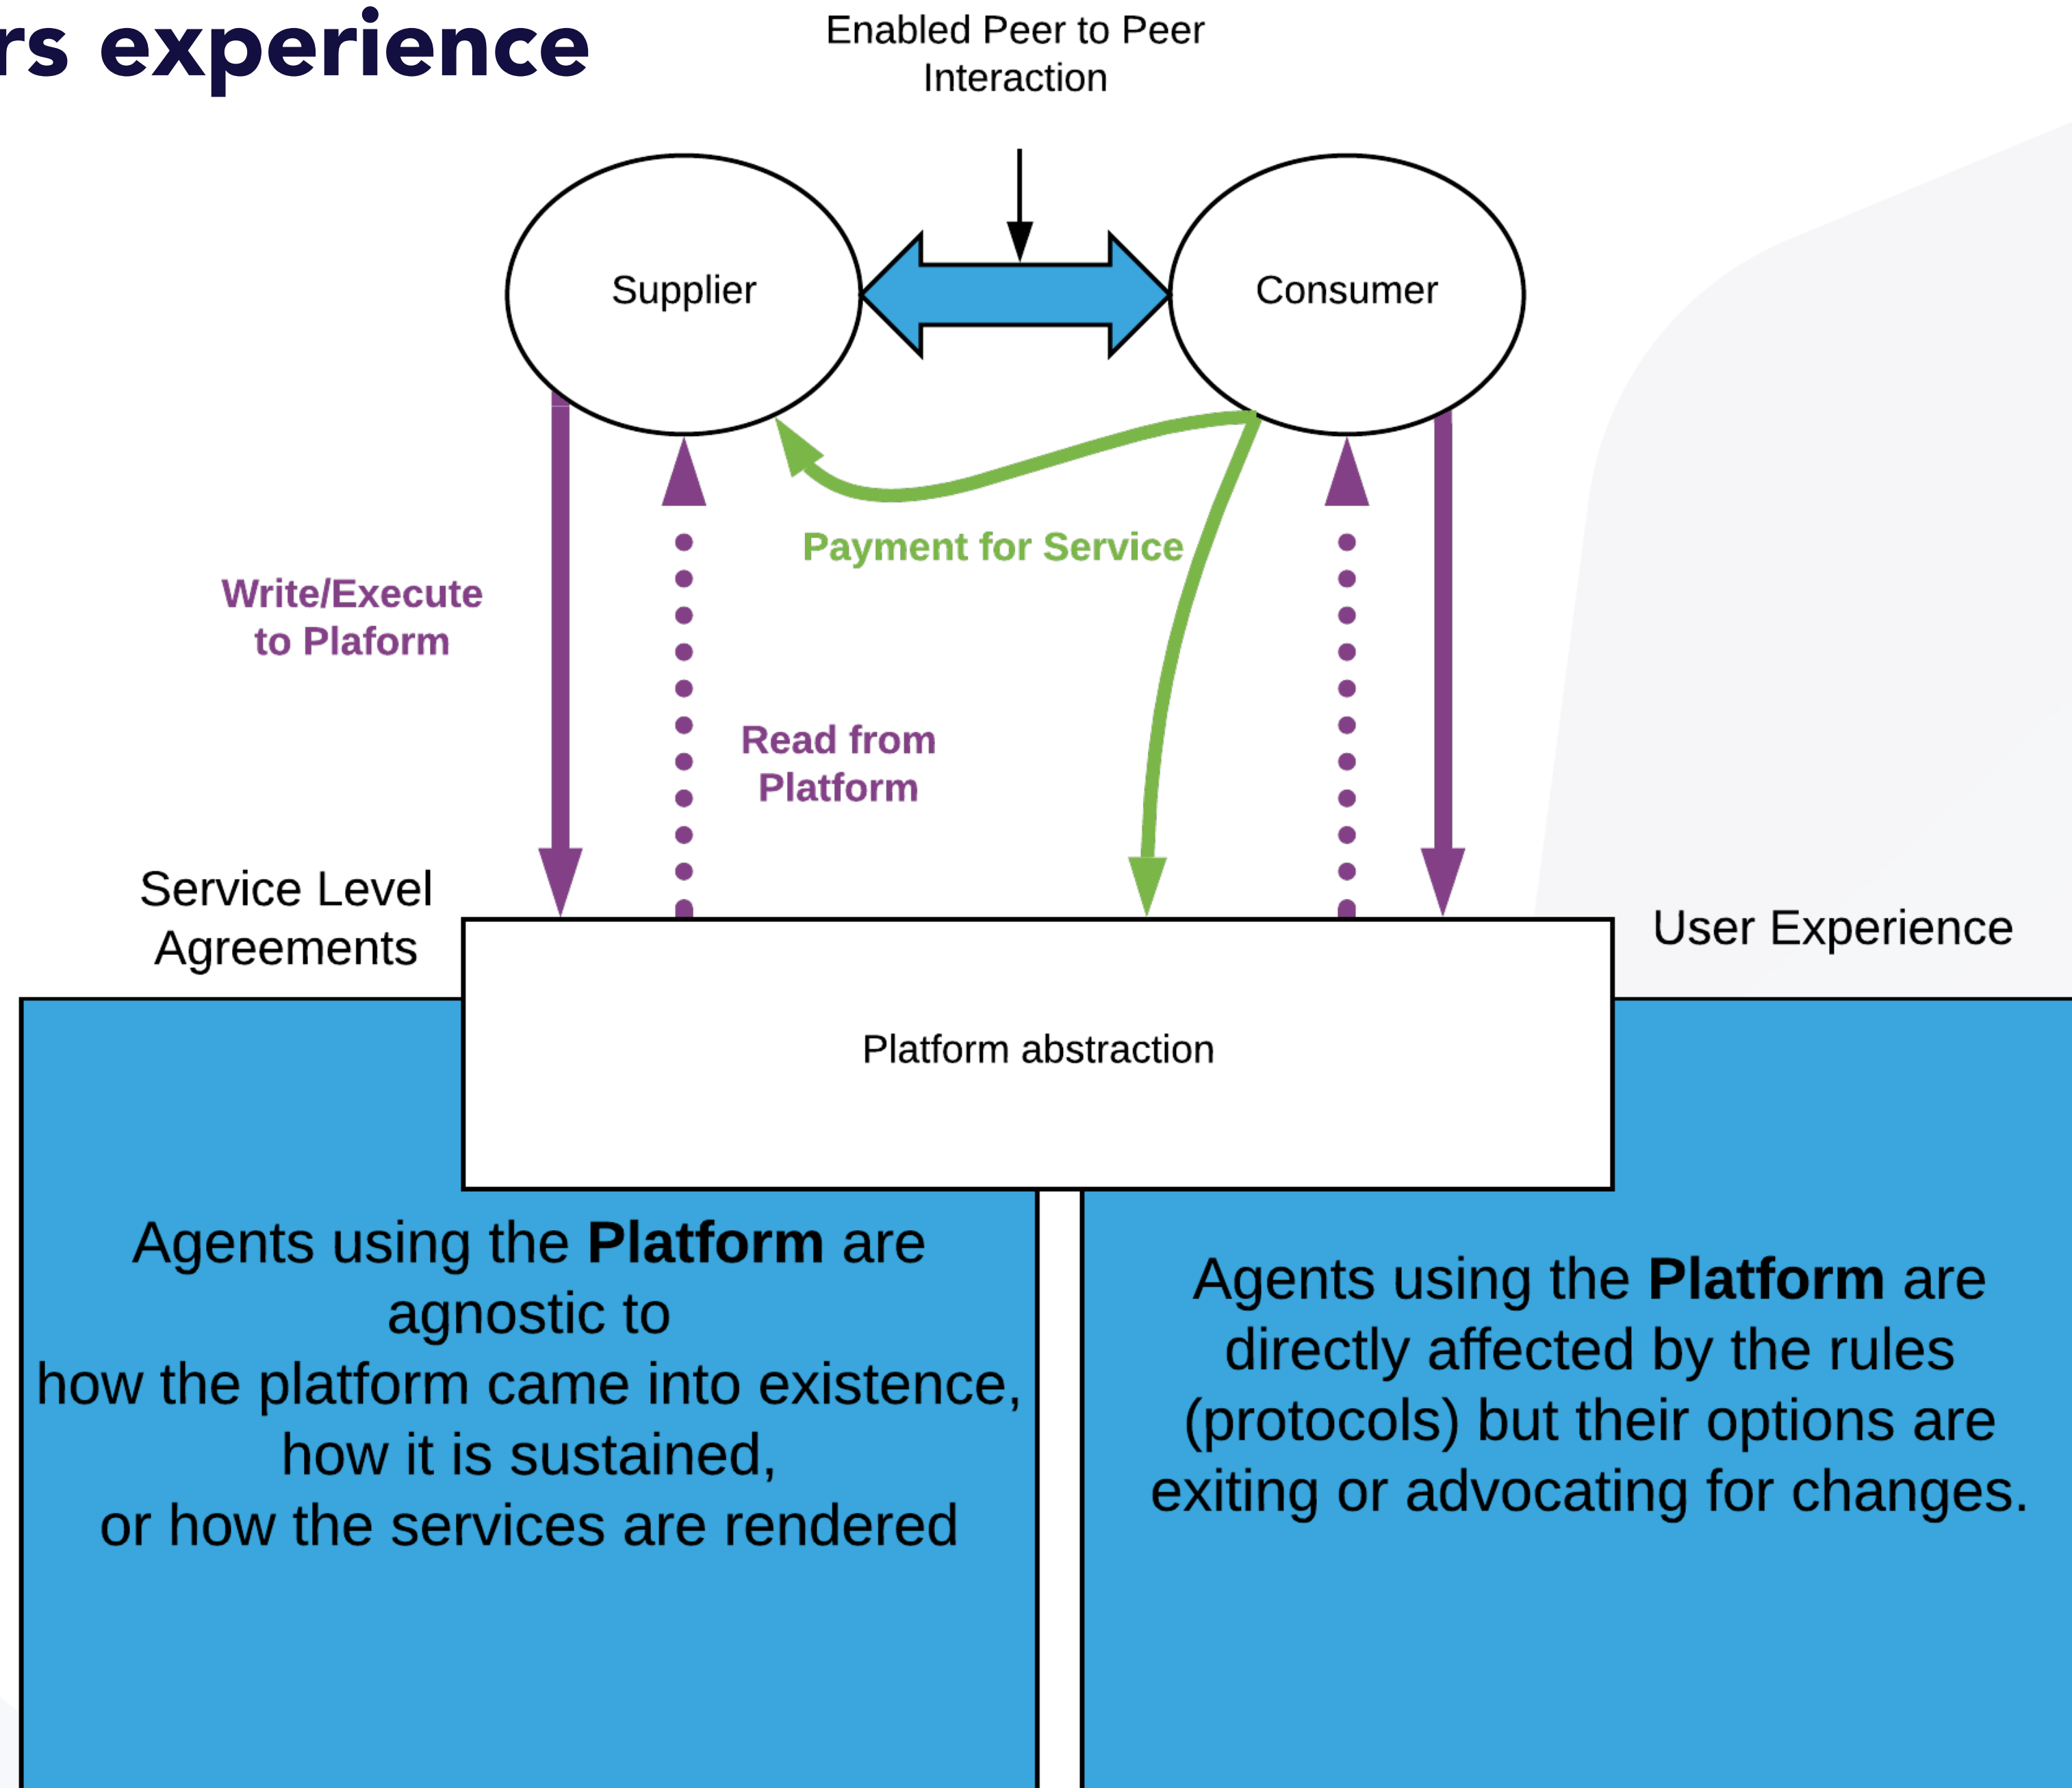 rs experience
Enabled Peer to Peer
Interaction
Supplier
Consumer
Payment for Service
Write/Execute
to Plaform
Read from
Platform
Service Level
Agreements
User Experience
Platform abstraction
Agents using the Platform are
agnostic to
how the platform came into existence,
how it is sustained,
or how the services are rendered
Agents using the Platform are
directly affected by the rules
(protocols) but their options are
exiting or advocating for changes.